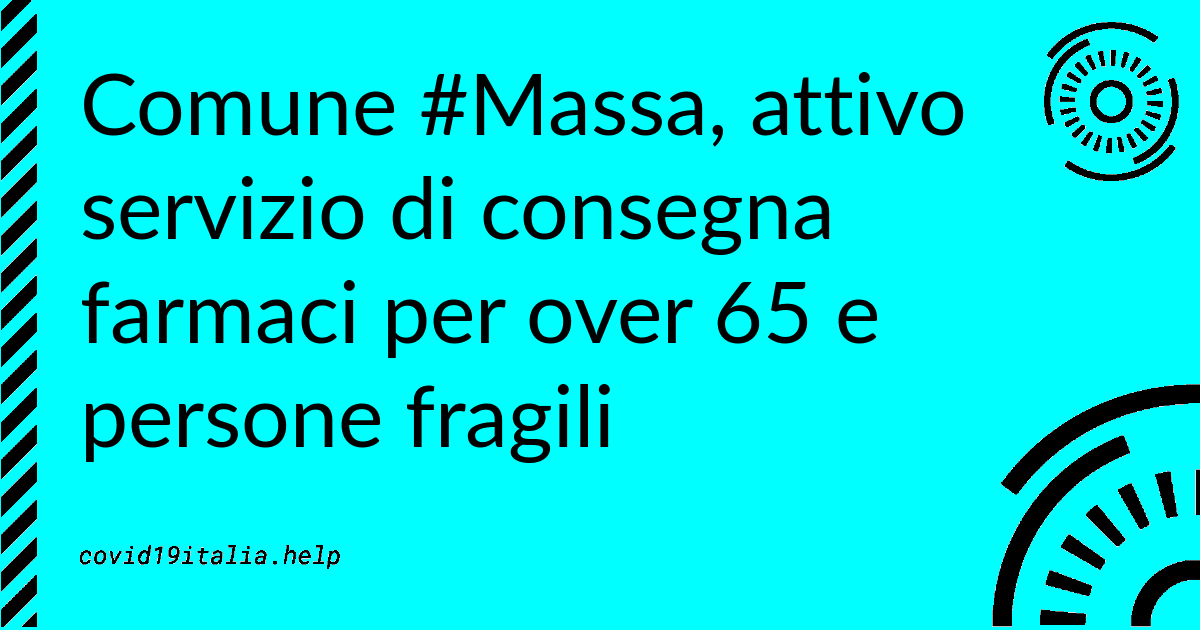 Comune #Massa, attivo
servizio di consegna
farmaci per over 65 e
persone fragili
covid19italia.help